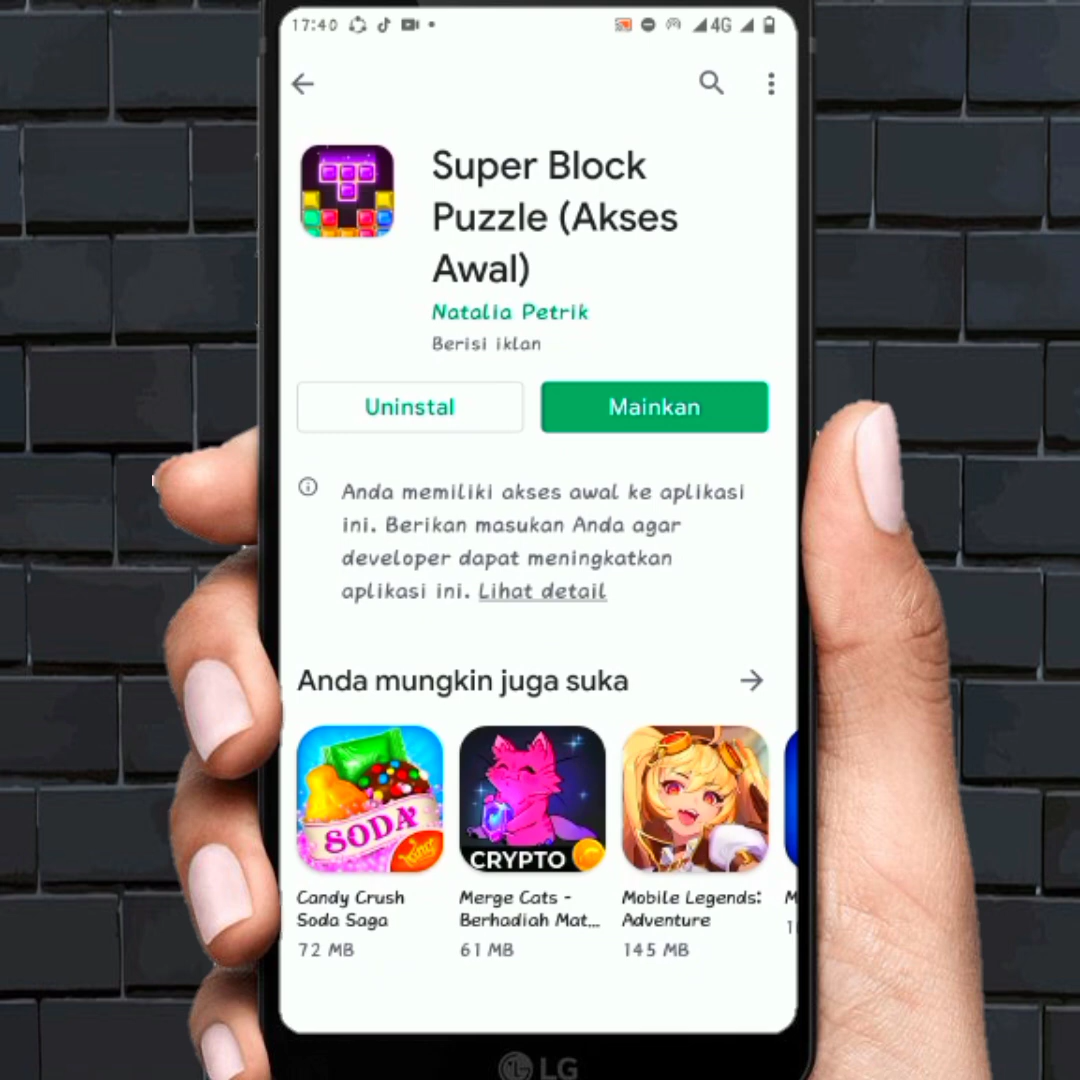 17:40
4G
Super Block
Puzzle (Akses
Awal)
Natalia Petrik
Berisi iklan
Uninstal
Mainkan
Anda memiliki akses awal ke aplikasi
ini. Berikan masukan Anda agar
developer dapat meningkatkan
aplikasi ini. Lihat detail
Anda mungkin juga suka
SODA
King
CRYPTO
Candy Crush
Soda Saga
72 MB
Merge Cats -
Berhadiah Mat...
61 MB
Mobile Legends:
Adventure
145 MB
M
1
LG